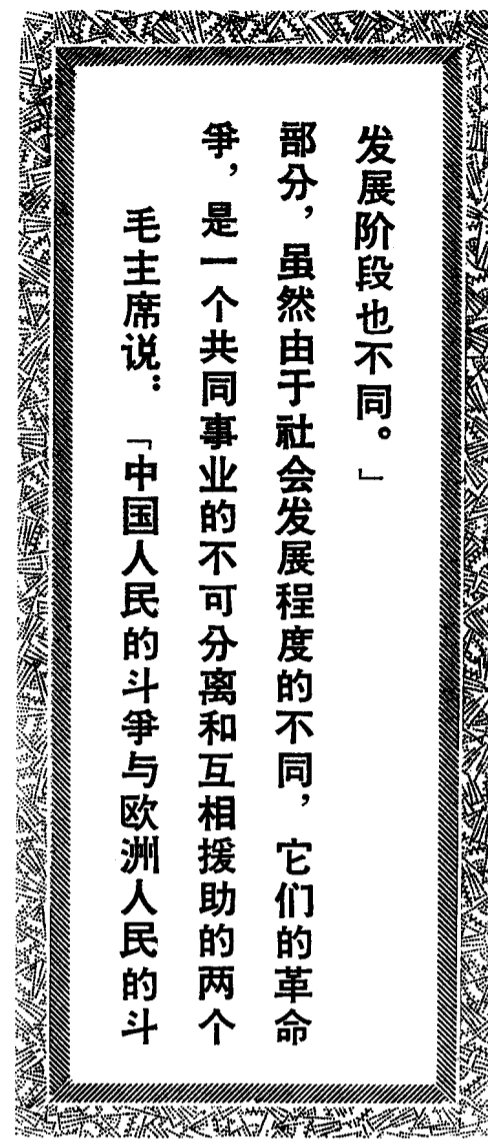 毛主席说：「中国人民的斗爭与欧洲人民的斗
爭，是一个共同事业的不可分离和互相援助的两个
部分，虽然由于社会发展程度的不同，它们的革命
发展阶段也不同。」